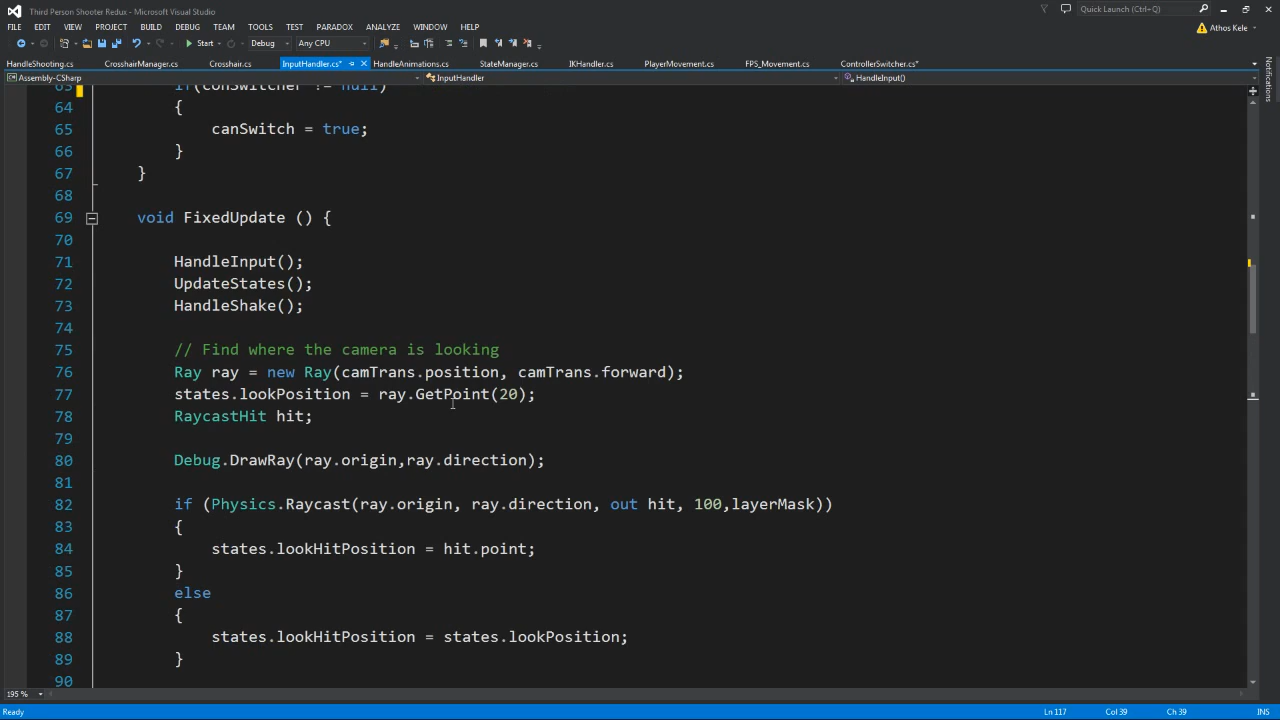 Third Person Shooter Redux - Microsoft Visual Studio
Quick Launch (Ctrl+Q)
FILE EDIT VIEW PROJECT BUILD DEBUG TEAM TOOLS TEST PARADOX ANALYZE WINDOW HELP
Athos Kele
Start Debug Any CPU
HandleShooting.cs CrosshairManager.cs Crosshair.cs InputHandler.cs* HandleAnimations.cs StateManager.cs IKHandler.cs PlayerMovement.cs FPS_Movement.cs ControllerSwitcher.cs*
Notifications
Assembly-CSharp InputHandler HandleInput()
63 if(conSwitcher != null)
64 {
65 canSwitch = true;
66 }
67 }
68
69 void FixedUpdate () {
70
71 HandleInput();
72 UpdateStates();
73 HandleShake();
74
75 // Find where the camera is looking
76 Ray ray = new Ray(camTrans.position, camTrans.forward);
77 states.lookPosition = ray.GetPoint(20);
78 RaycastHit hit;
79
80 Debug.DrawRay(ray.origin,ray.direction);
81
82 if (Physics.Raycast(ray.origin, ray.direction, out hit, 100,layerMask))
83 {
84 states.lookHitPosition = hit.point;
85 }
86 else
87 {
88 states.lookHitPosition = states.lookPosition;
89 }
90
195 %
Ready Ln 117 Col 39 Ch 39 INS